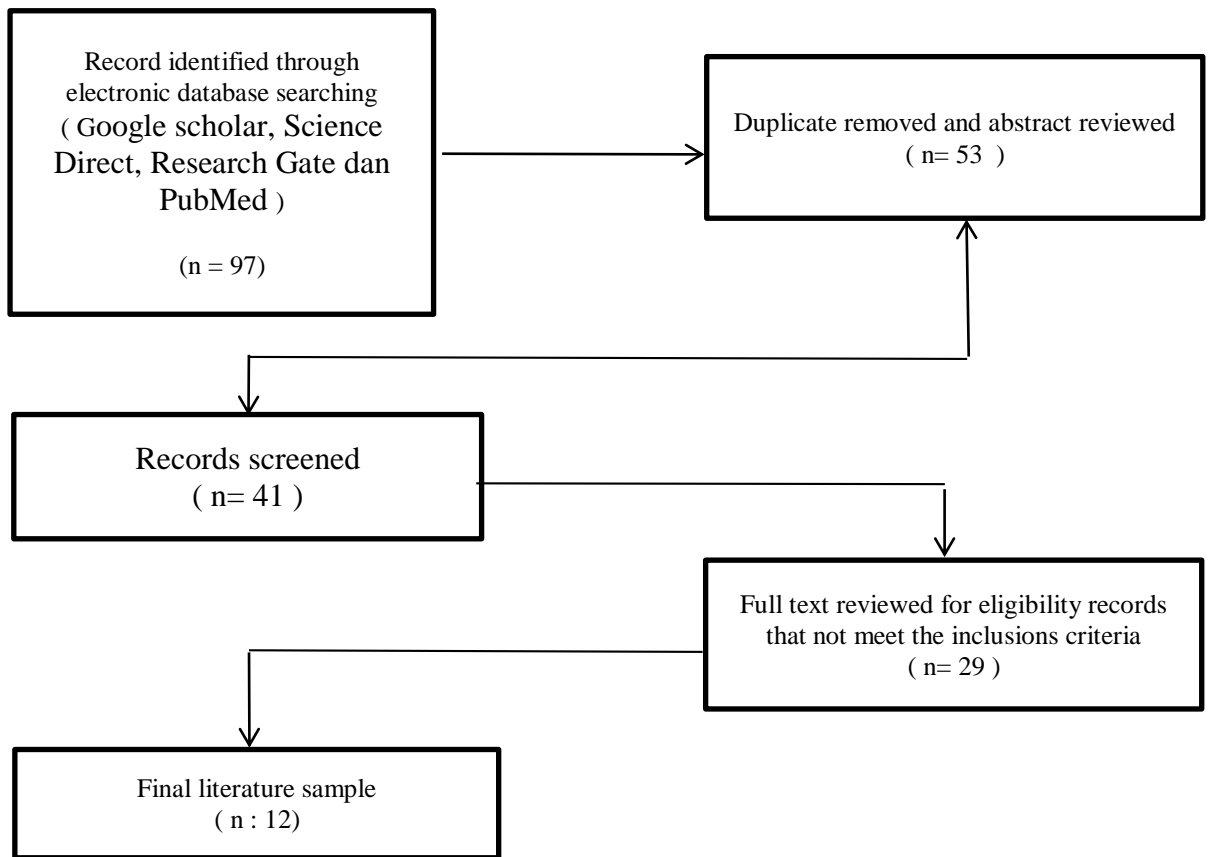 Record identified through
electronic database searching
( Google scholar, Science
Direct, Research Gate dan
PubMed )
(n = 97)
Duplicate removed and abstract reviewed
( n= 53 )
Records screened
( n= 41 )
Full text reviewed for eligibility records
that not meet the inclusions criteria
( n= 29 )
Final literature sample
( n : 12)